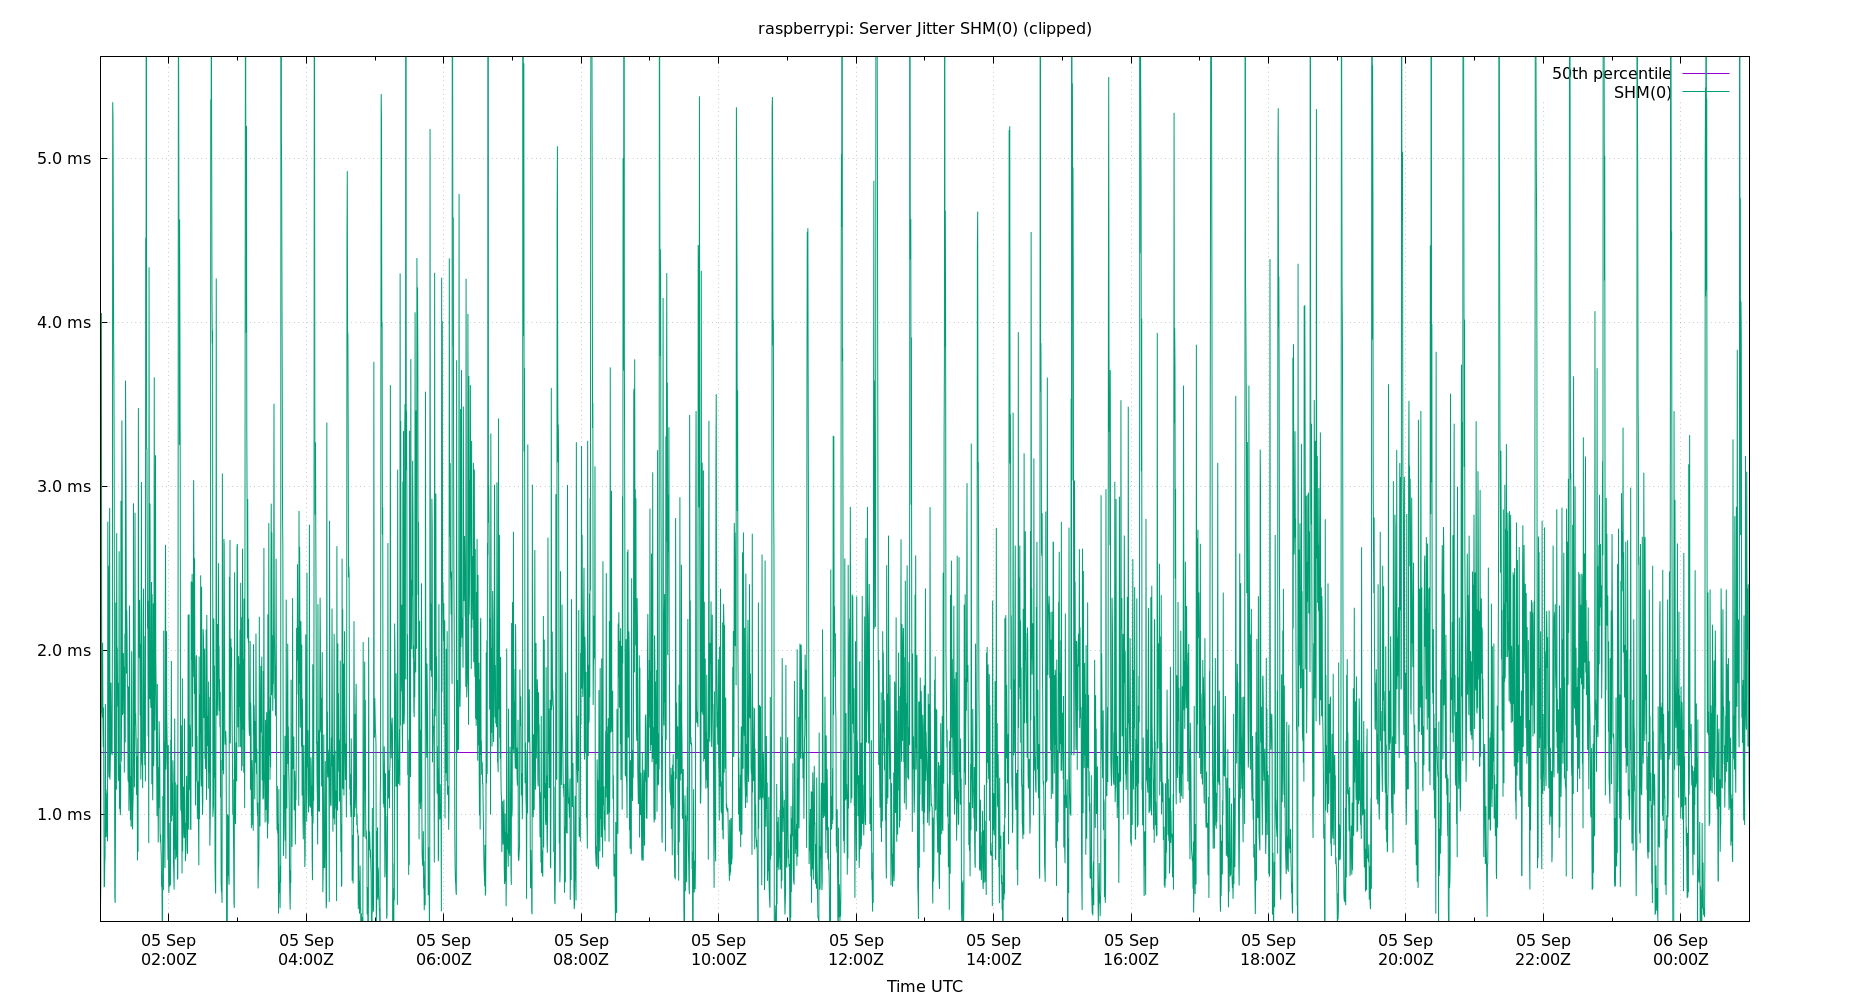 raspberrypi: Server Jitter SHM(0) (clipped)
50th percentile
SHM(0)
5.0 ms
4.0 ms
3.0 ms
2.0 ms
1.0 ms
05 Sep 05 Sep 05 Sep 05 Sep 05 Sep 05 Sep 05 Sep 05 Sep 05 Sep 05 Sep 05 Sep 06 Sep
02:00Z 04:00Z 06:00Z 08:00Z 10:00Z 12:00Z 14:00Z 16:00Z 18:00Z 20:00Z 22:00Z 00:00Z
Time UTC